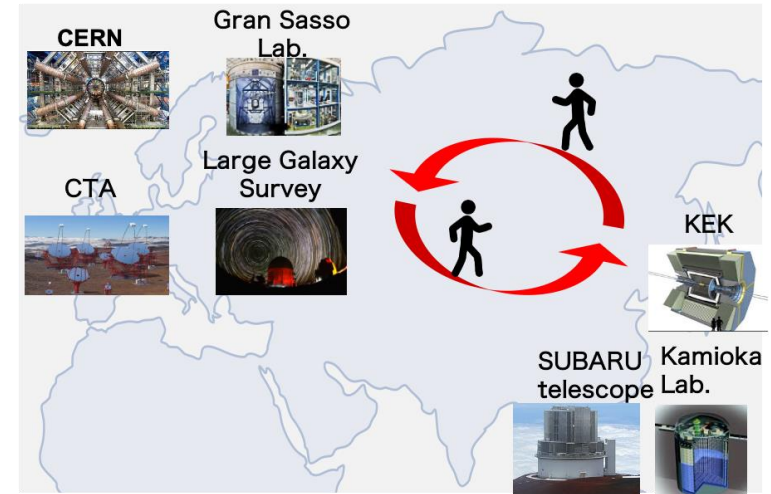 CERN
Gran Sasso
Lab.
CTA
Large Galaxy
Survey
KEK
SUBARU
telescope
Kamioka
Lab.